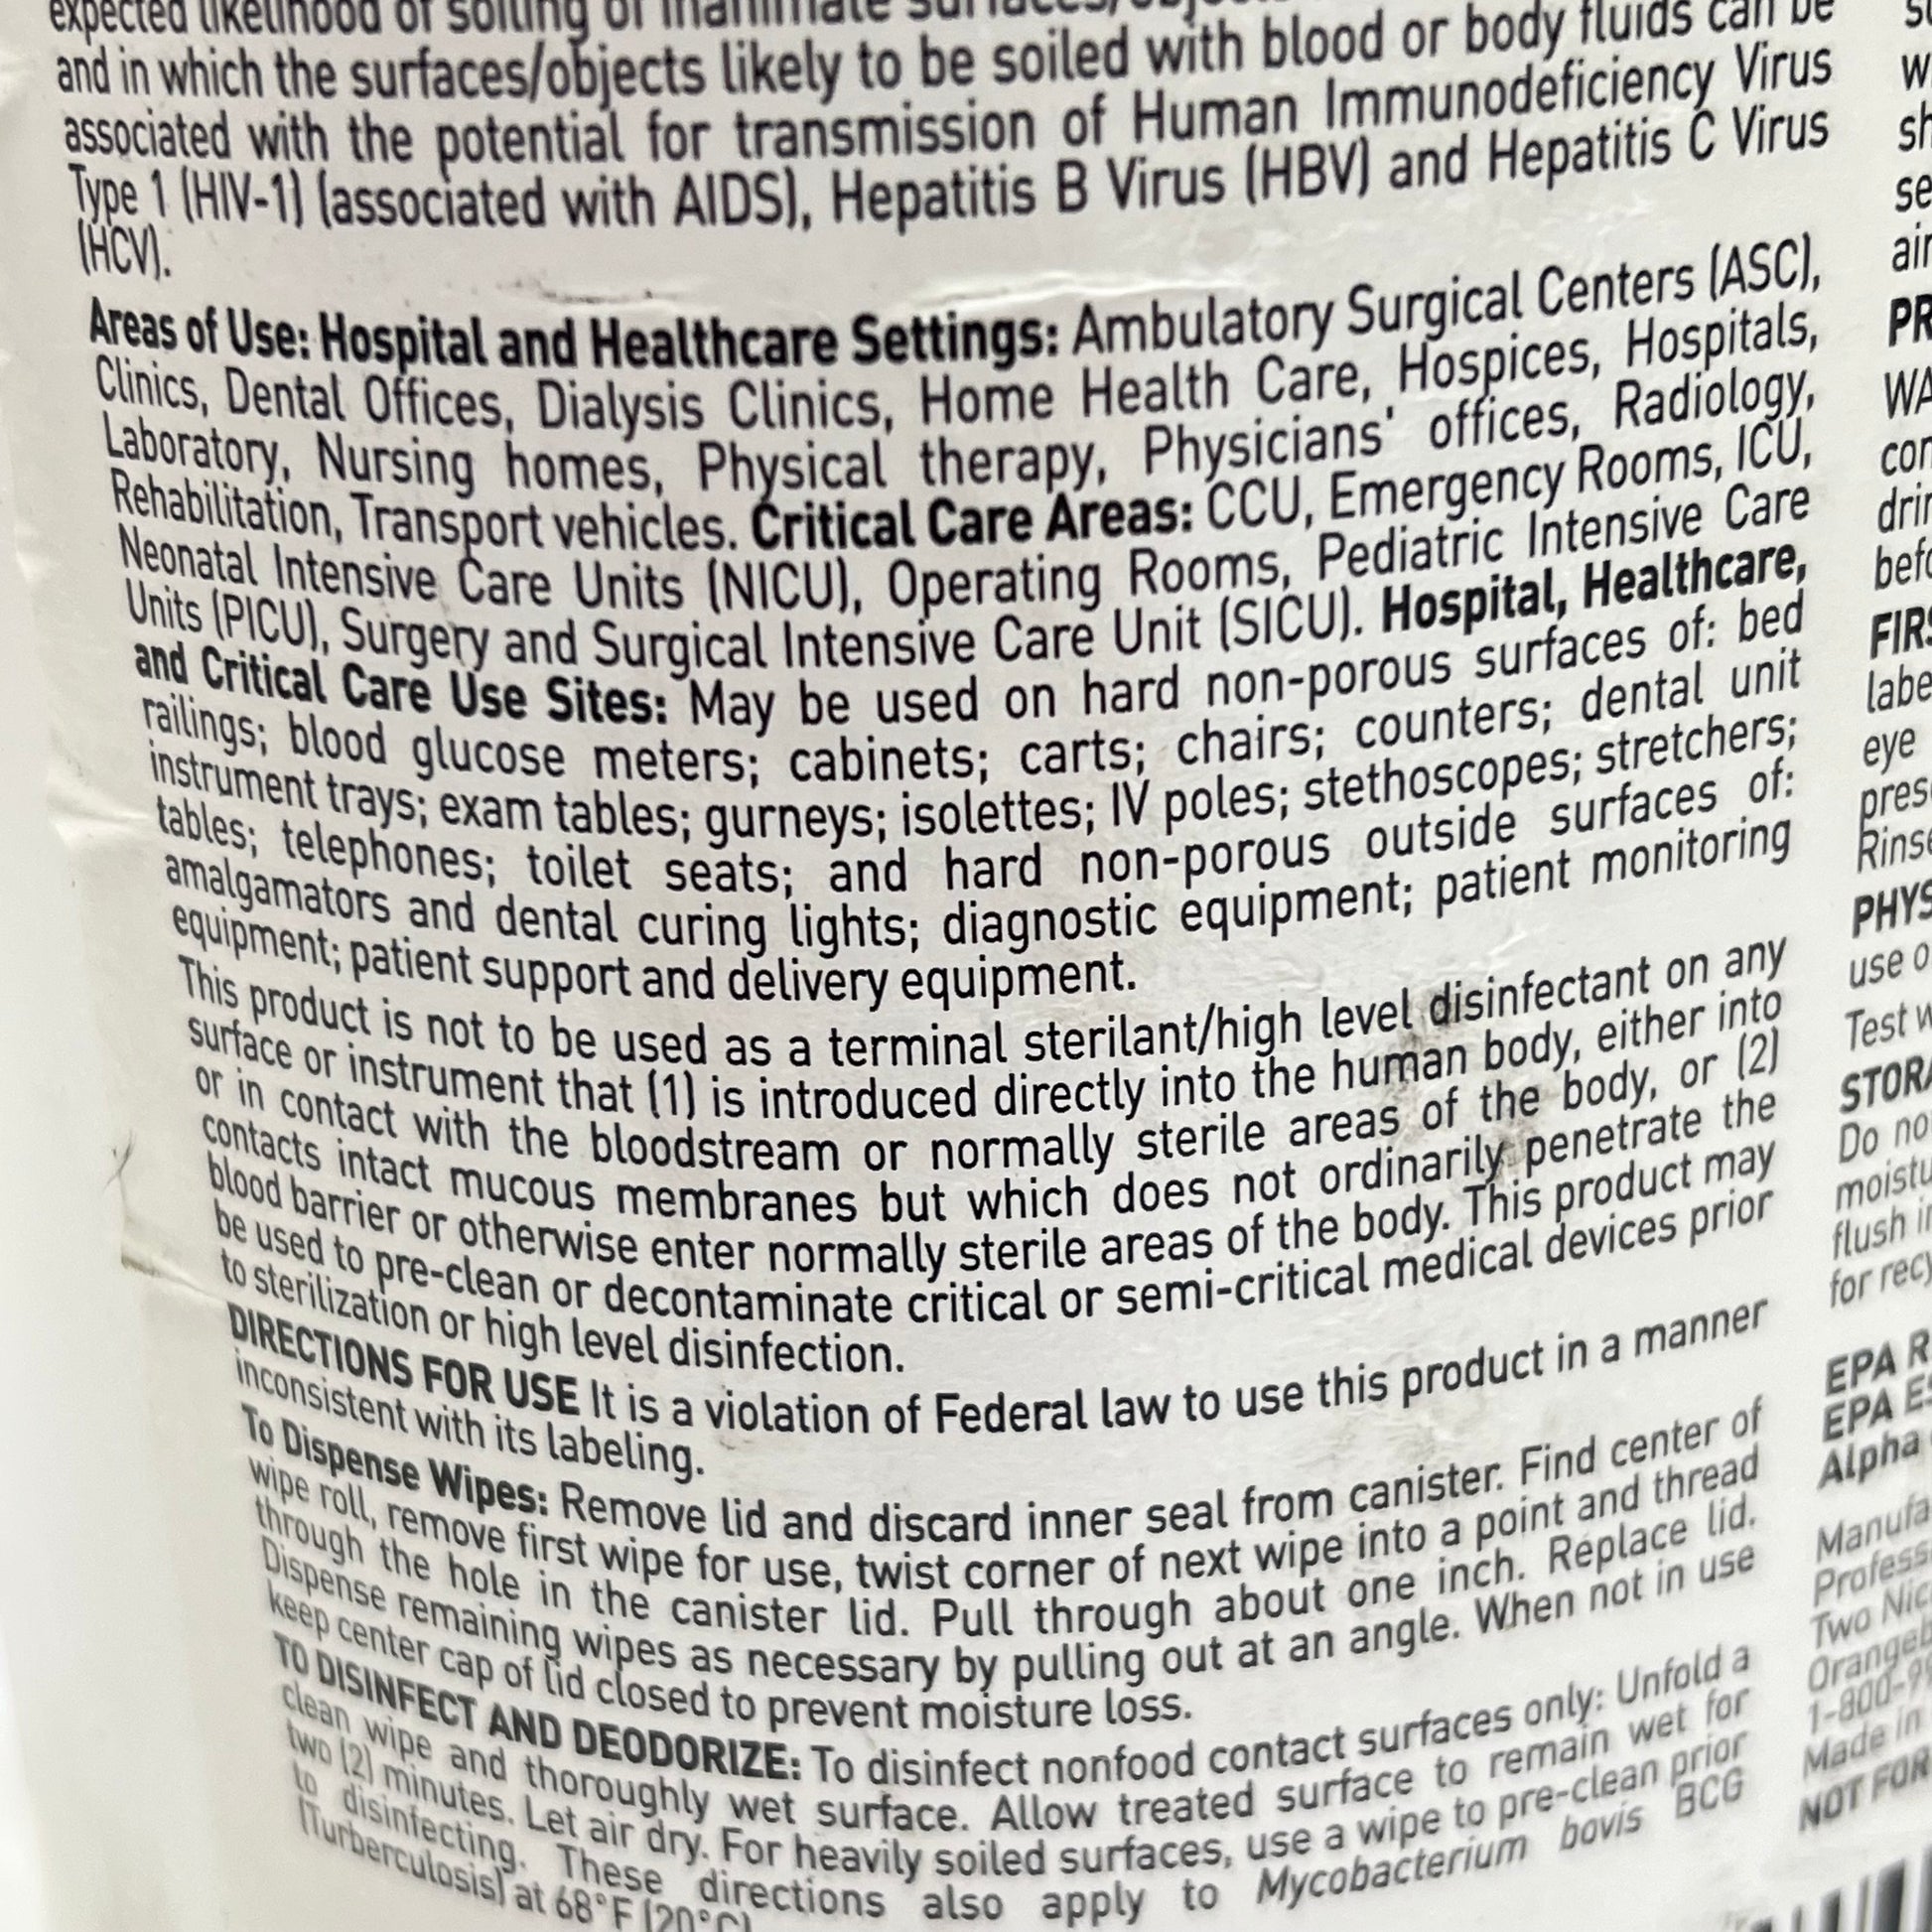 expected likelihood of soiling of inanimate
and in which the surfaces/objects likely to be soiled with blood or body fluids can be
associated with the potential for transmission of Human Immunodeficiency Virus
Type 1 (HIV-1) (associated with AIDS), Hepatitis B Virus (HBV) and Hepatitis C Virus
(HCV).
Areas of Use: Hospital and Healthcare Settings: Ambulatory Surgical Centers (ASC),
Clinics, Dental Offices, Dialysis Clinics, Home Health Care, Hospices, Hospitals,
Laboratory, Nursing homes, Physical therapy, Physicians' offices, Radiology,
Rehabilitation, Transport vehicles. Critical Care Areas: CCU, Emergency Rooms, ICU,
Neonatal Intensive Care Units (NICU), Operating Rooms, Pediatric Intensive Care
Units (PICU), Surgery and Surgical Intensive Care Unit (SICU). Hospital, Healthcare,
and Critical Care Use Sites: May be used on hard non-porous surfaces of: bed
railings; blood glucose meters; cabinets; carts; chairs; counters; dental unit
instrument trays; exam tables; gurneys; isolettes; IV poles; stethoscopes; stretchers;
tables; telephones; toilet seats; and hard non-porous outside surfaces of:
amalgamators and dental curing lights; diagnostic equipment; patient monitoring
equipment; patient support and delivery equipment.
This product is not to be used as a terminal sterilant/high level disinfectant on any
surface or instrument that (1) is introduced directly into the human body, either into
or in contact with the bloodstream or normally sterile areas of the body, or (2)
contacts intact mucous membranes but which does not ordinarily penetrate the
blood barrier or otherwise enter normally sterile areas of the body. This product may
be used to pre-clean or decontaminate critical or semi-critical medical devices prior
to sterilization or high level disinfection.
DIRECTIONS FOR USE It is a violation of Federal law to use this product in a manner
inconsistent with its labeling.
To Dispense Wipes: Remove lid and discard inner seal from canister. Find center of
wipe roll, remove first wipe for use, twist corner of next wipe into a point and thread
through the hole in the canister lid. Pull through about one inch. Replace lid.
Dispense remaining wipes as necessary by pulling out at an angle. When not in use
keep center cap of lid closed to prevent moisture loss.
TO DISINFECT AND DEODORIZE: To disinfect nonfood contact surfaces only: Unfold a
clean wipe and thoroughly wet surface. Allow treated surface to remain wet for
two (2) minutes. Let air dry. For heavily soiled surfaces, use a wipe to pre-clean prior
to disinfecting. These directions also apply to Mycobacterium bovis BCG
(Turberculosis) at 68°F (20°C)
EPA
EPA
Alpha
Two
Made in
NOT FOR